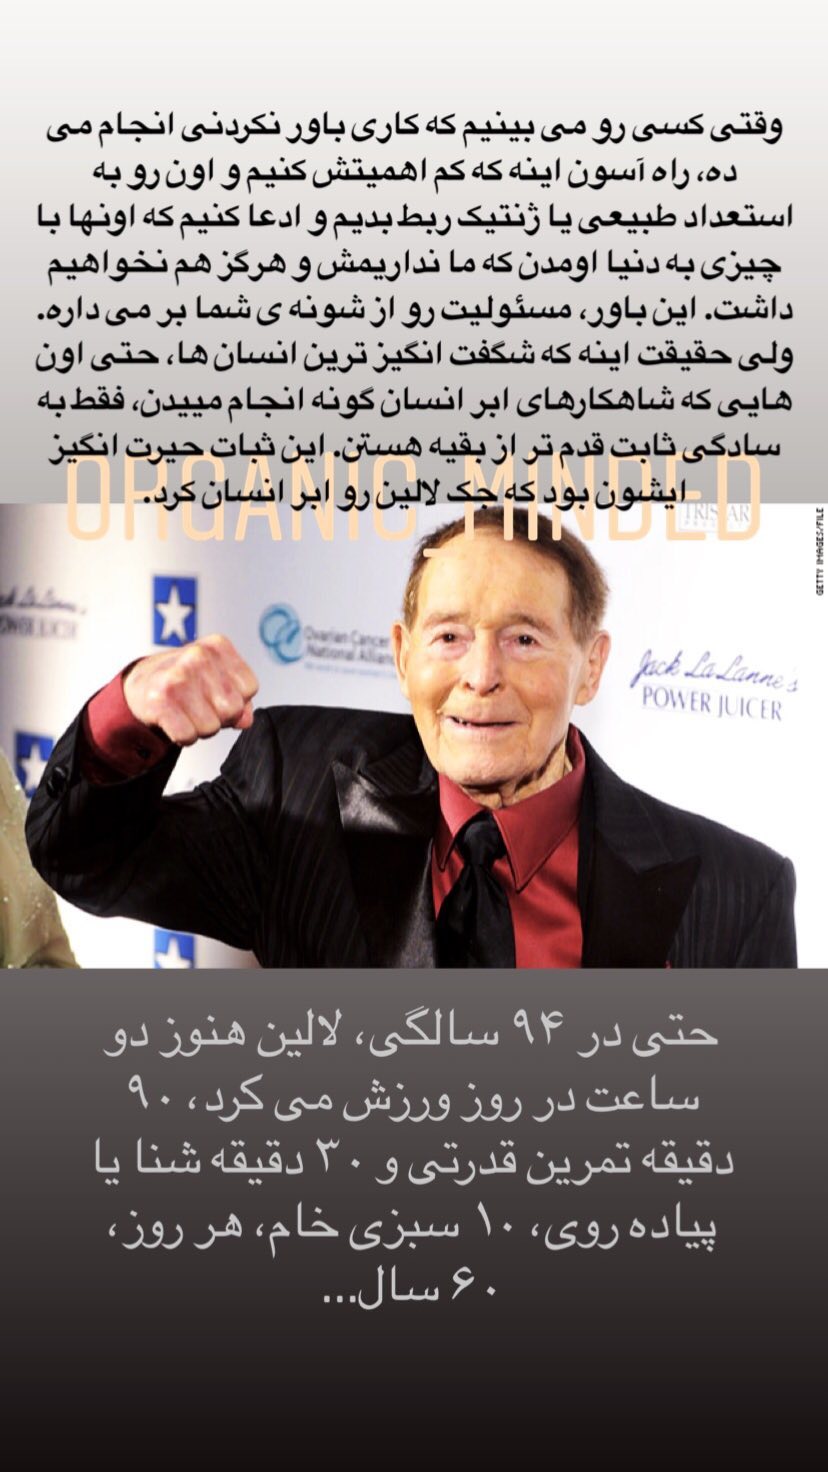 وقتی کسی رو می بینیم که کاری باور نکردنی انجام می
ده، راه آسون اینه که کم اهمیتش کنیم و اون رو به
استعداد طبیعی یا ژنتیک ربط بدیم و ادعا کنیم که اونها با
چیزی به دنیا اومدن که ما نداریمش و هرگز هم نخواهیم
داشت. این باور، مسئولیت رو از شونه ی شما بر می داره.
ولی حقیقت اینه که شگفت انگیز ترین انسان ها، حتی اون
هایی که شاهکارهای ابر انسان گونه انجام مییدن، فقط به
سادگی ثابت قدم تر از بقیه هستن. این ثبات حیرت انگیز
ایشون بود که جک لالین رو ابر انسان کرد.
ORGANIC_MINDED
TRISTAR
GETTY IMAGES/FILE
POWER JUICER
Ovarian Cancer
National Alliance
Jack LaLanne's
POWER JUICER
حتی در ۹۴ سالگی، لالین هنوز دو
ساعت در روز ورزش می کرد، ۹۰
دقیقه تمرین قدرتی و ۳۰ دقیقه شنا یا
پیاده روی، ۱۰ سبزی خام، هر روز،
۶۰ سال...